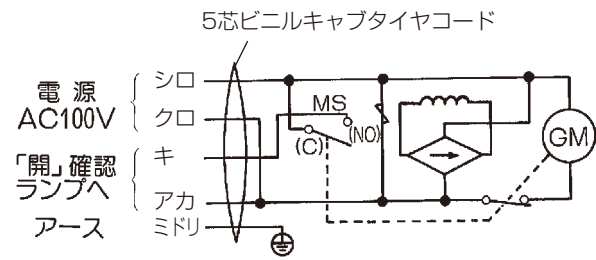 5芯ビニルキャブタイヤコード
電源
AC100V
シロ
クロ
MS
(NO)
(C)
GM
「開」確認
ランプへ
キ
アカ
アース
ミドリ